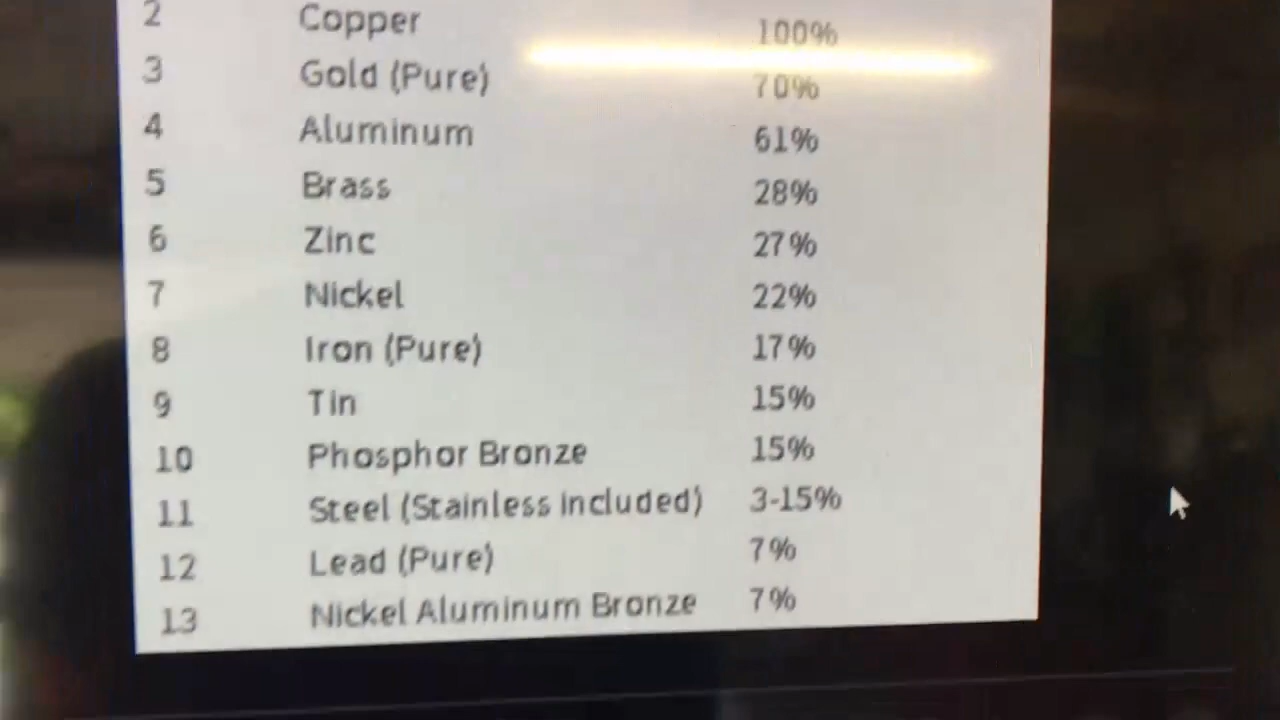 2 Copper 100%
3 Gold (Pure) 70%
4 Aluminum 61%
5 Brass 28%
6 Zinc 27%
7 Nickel 22%
8 Iron (Pure) 17%
9 Tin 15%
10 Phosphor Bronze 15%
11 Steel (Stainless included) 3-15%
12 Lead (Pure) 7%
13 Nickel Aluminum Bronze 7%